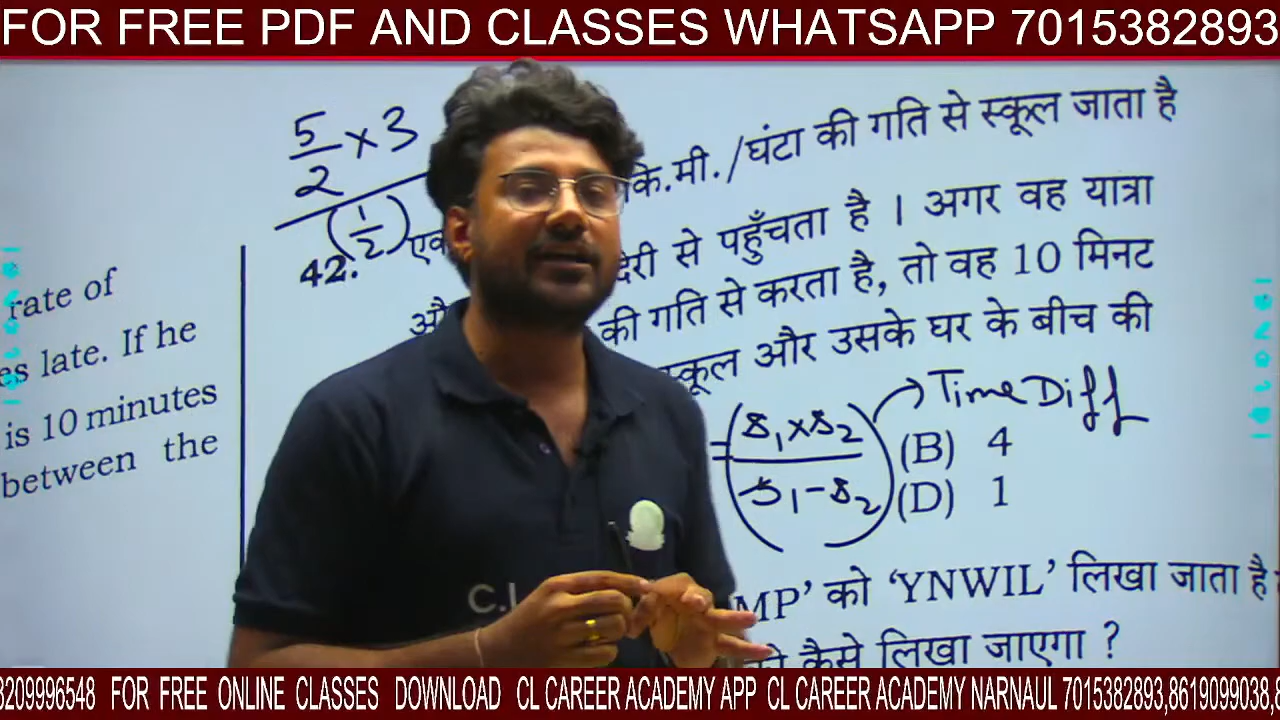 FOR FREE PDF AND CLASSES WHATSAPP 7015382893
5/2 × 3
(1/2)
कि.मी./घंटा की गति से स्कूल जाता है
42.
देरी से पहुँचता है । अगर वह यात्रा
की गति से करता है, तो वह 10 मिनट
स्कूल और उसके घर के बीच की
rate of
late. If he
is 10 minutes
between the
Time Diff
= (S₁×S₂ / S₁-S₂)
(B) 4
(D) 1
MP’ को ‘YNWIL’ लिखा जाता है
कैसे लिखा जाएगा ?
C.L
8209996548 FOR FREE ONLINE CLASSES DOWNLOAD CL CAREER ACADEMY APP CL CAREER ACADEMY NARNAUL 7015382893,8619099038,8